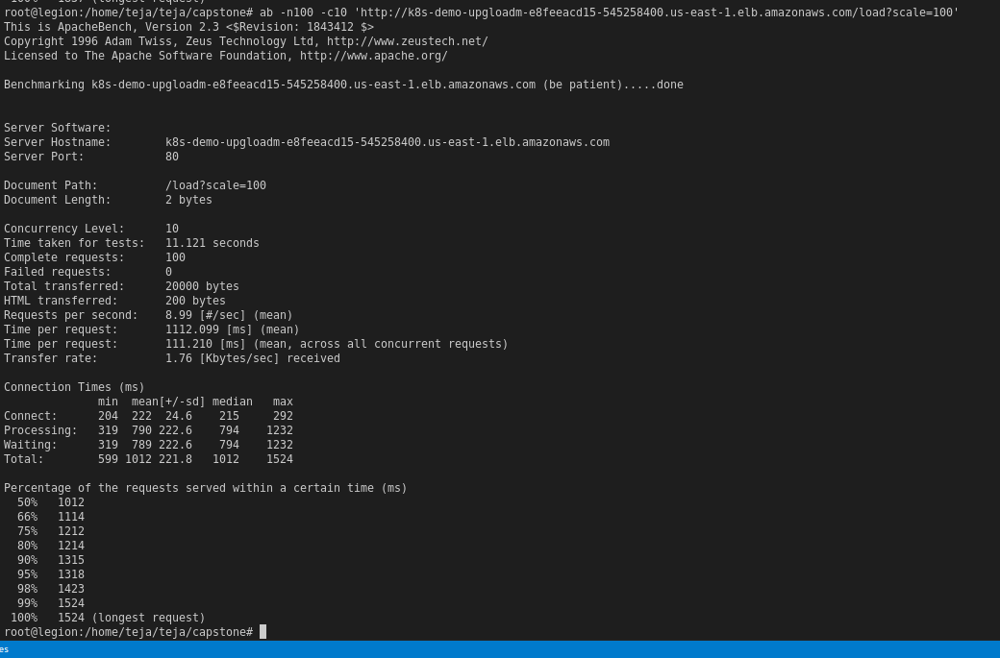 100% 1637 (longest request)
root@legion:/home/teja/teja/capstone# ab -n100 -c10 'http://k8s-demo-upgloadm-e8feeacd15-545258400.us-east-1.elb.amazonaws.com/load?scale=100'
This is ApacheBench, Version 2.3 <$Revision: 1843412 $>
Copyright 1996 Adam Twiss, Zeus Technology Ltd, http://www.zeustech.net/
Licensed to The Apache Software Foundation, http://www.apache.org/
Benchmarking k8s-demo-upgloadm-e8feeacd15-545258400.us-east-1.elb.amazonaws.com (be patient).....done
Server Software:
Server Hostname: k8s-demo-upgloadm-e8feeacd15-545258400.us-east-1.elb.amazonaws.com
Server Port: 80
Document Path: /load?scale=100
Document Length: 2 bytes
Concurrency Level: 10
Time taken for tests: 11.121 seconds
Complete requests: 100
Failed requests: 0
Total transferred: 20000 bytes
HTML transferred: 200 bytes
Requests per second: 8.99 [#/sec] (mean)
Time per request: 1112.099 [ms] (mean)
Time per request: 111.210 [ms] (mean, across all concurrent requests)
Transfer rate: 1.76 [Kbytes/sec] received
Connection Times (ms)
min mean[+/-sd] median max
Connect: 204 222 24.6 215 292
Processing: 319 790 222.6 794 1232
Waiting: 319 789 222.6 794 1232
Total: 599 1012 221.8 1012 1524
Percentage of the requests served within a certain time (ms)
50% 1012
66% 1114
75% 1212
80% 1214
90% 1315
95% 1318
98% 1423
99% 1524
100% 1524 (longest request)
root@legion:/home/teja/teja/capstone#
es